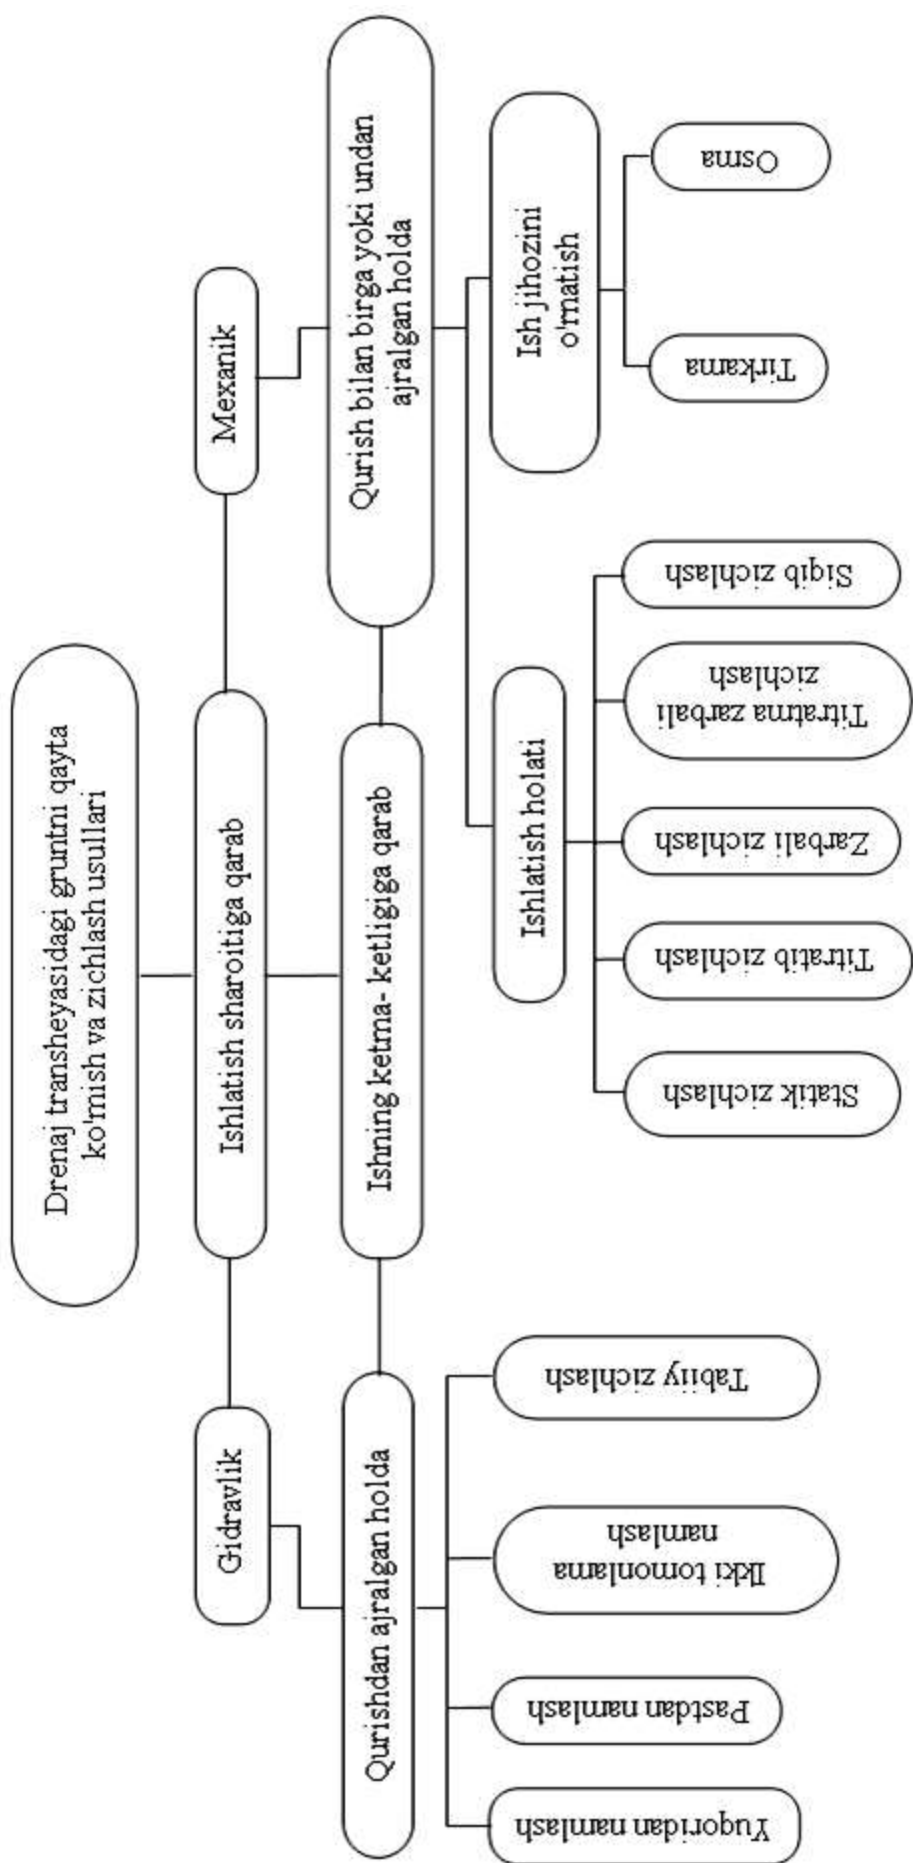 Drenaj transheyasidagi gruntni qayta
ko'mish va zichlash usullari
Gidravlik
Ishlatish sharoitiga qarab
Mexanik
Qurishdan ajralgan holda
Ishning ketma- ketligiga qarab
Qurish bilan birga yoki undan
ajralgan holda
Yuqoridan namlash
Pastdan namlash
Ikki tomonlama
namlash
Tabiiy zichlash
Ishlatish holati
Ish jihozini
o'rnatish
Statik zichlash
Titratib zichlash
Zarbali zichlash
Titratma zarbali
zichlash
Siqib zichlash
Tirkama
Osma